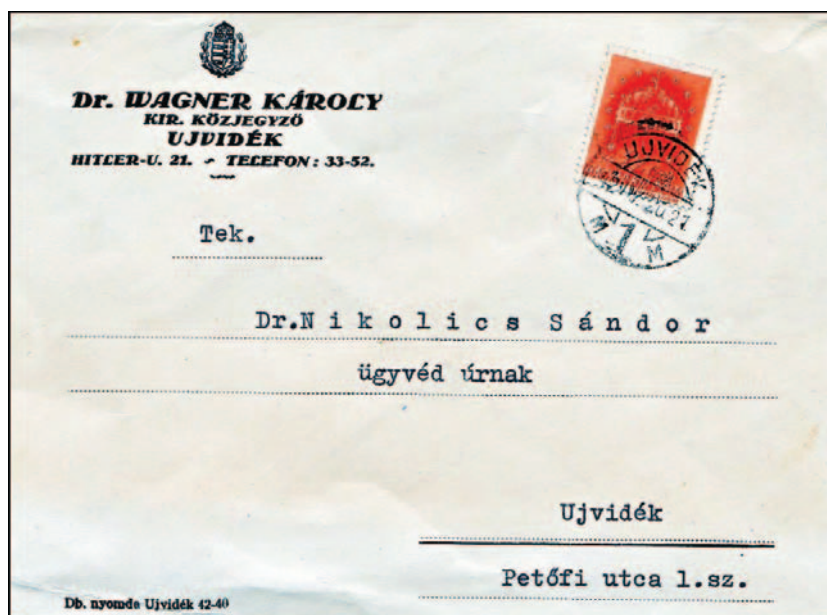 Dr. WAGNER KÁROLY
KIR. KÖZJEGYZŐ
UJVIDÉK
HITLER-U. 21. ~ TELEFON: 33-52.
UJVIDÉK
M 1 M
Tek.
Dr.Nikolics Sándor
ügyvéd úrnak
Ujvidék
Petőfi utca 1.sz.
Db. nyomda Ujvidék 42-40